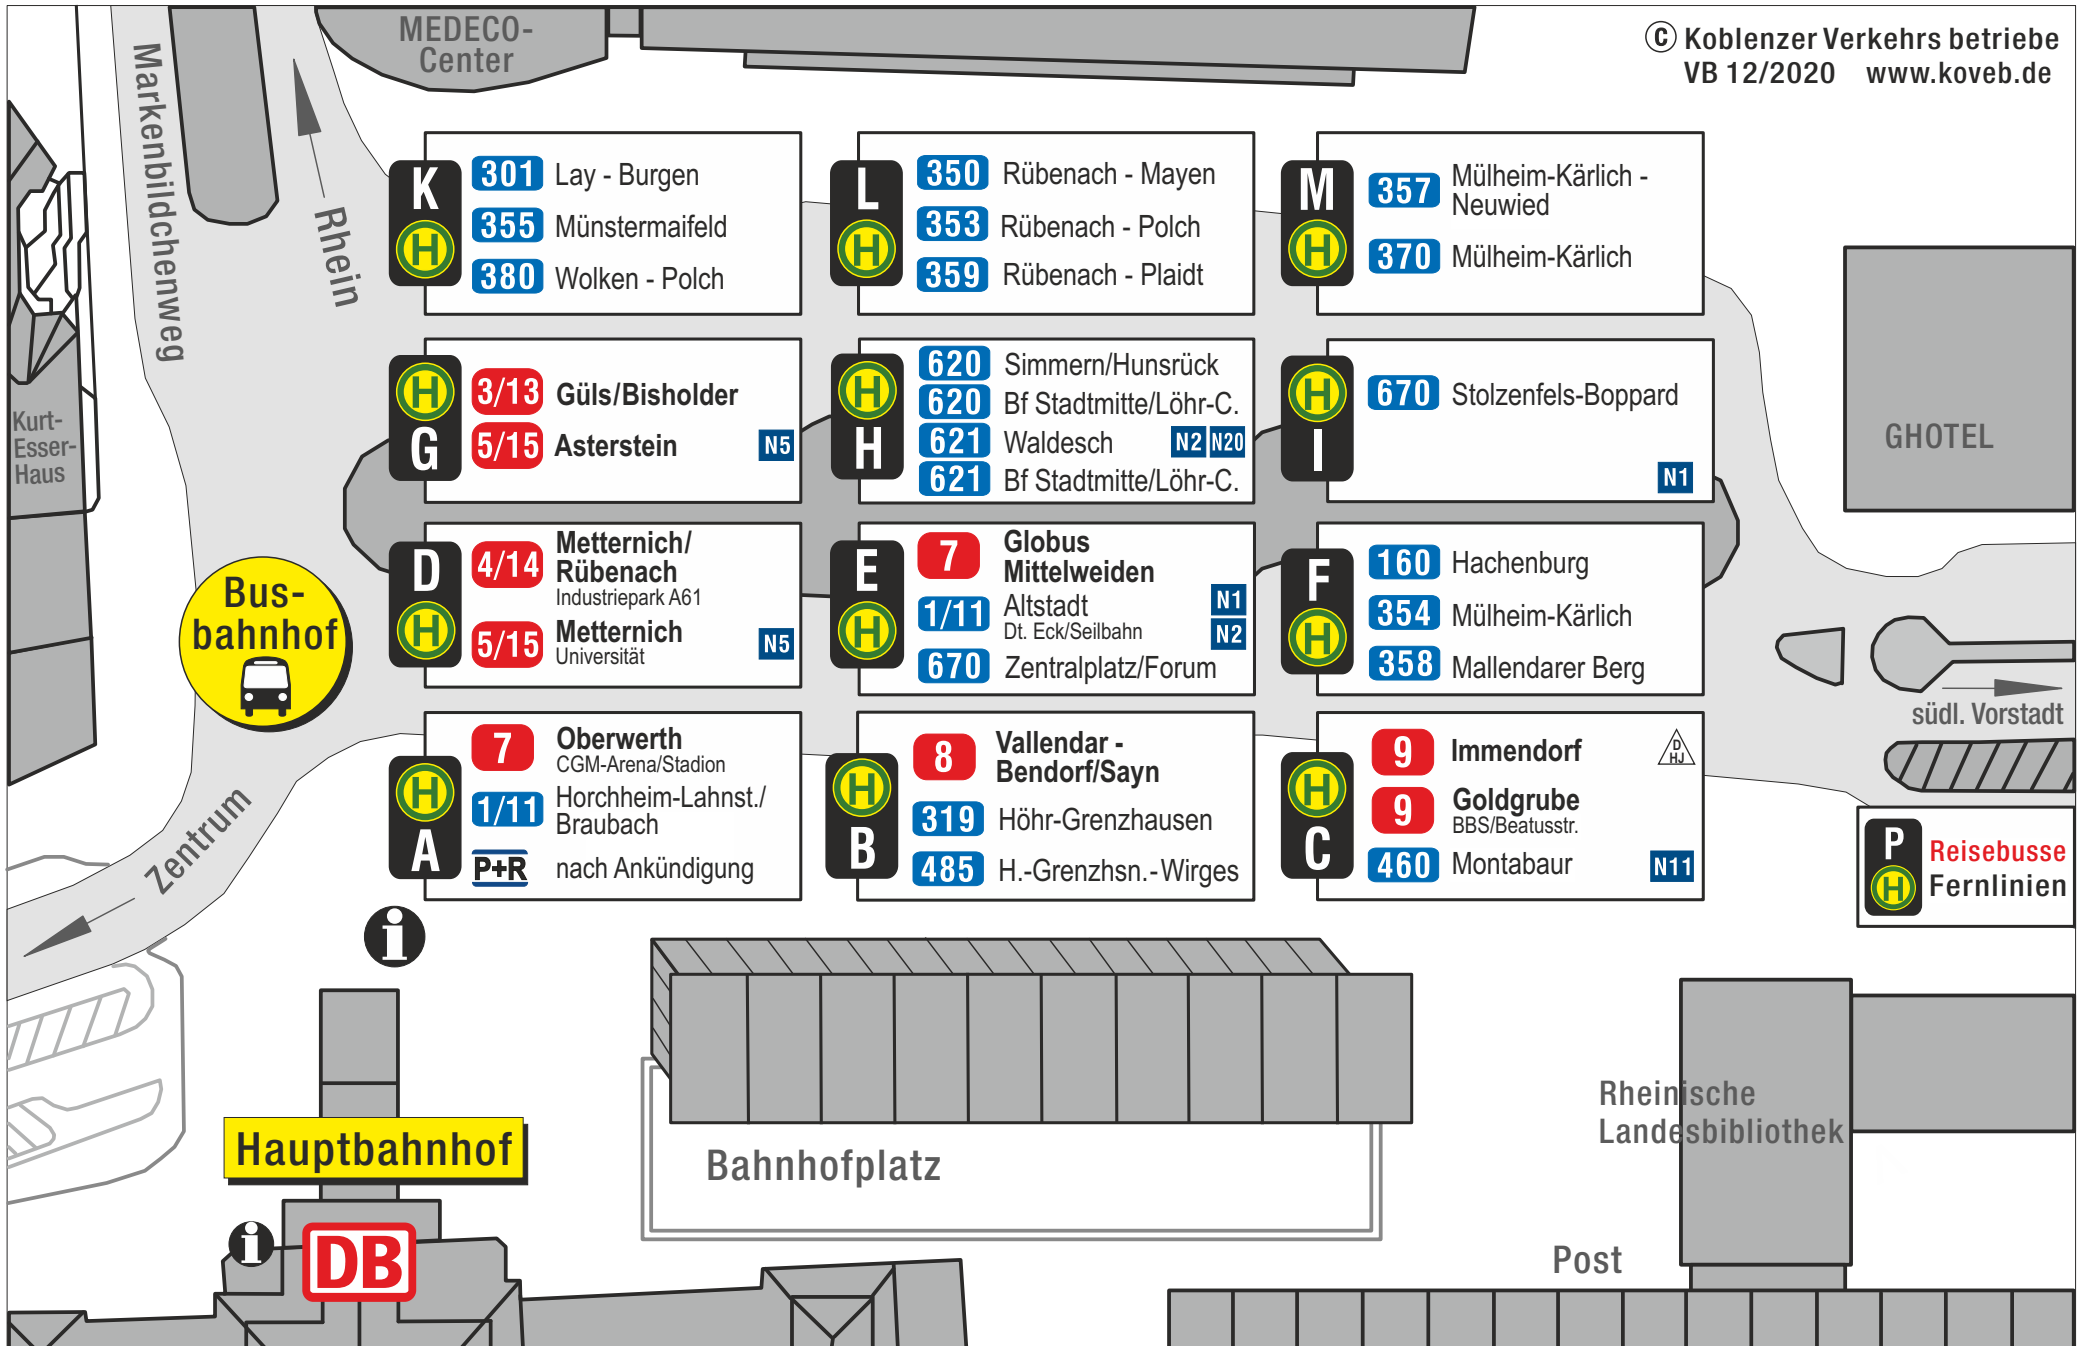 MEDECO-
Center
© Koblenzer Verkehrs betriebe
VB 12/2020 www.koveb.de
Markenbildchenweg
Rhein
K
H
301 Lay - Burgen
355 Münstermaifeld
380 Wolken - Polch
L
H
350 Rübenach - Mayen
353 Rübenach - Polch
359 Rübenach - Plaidt
M
H
357 Mülheim-Kärlich -
Neuwied
370 Mülheim-Kärlich
H
G
3/13 Güls/Bisholder
5/15 Asterstein N5
H
H
620 Simmern/Hunsrück
620 Bf Stadtmitte/Löhr-C.
621 Waldesch N2 N20
621 Bf Stadtmitte/Löhr-C.
H
I
670 Stolzenfels-Boppard
N1
Kurt-
Esser-
Haus
GHOTEL
Bus-
bahnhof
D
H
4/14 Metternich/
Rübenach
Industriepark A61
5/15 Metternich N5
Universität
E
H
7 Globus
Mittelweiden
1/11 Altstadt N1
Dt. Eck/Seilbahn N2
670 Zentralplatz/Forum
F
H
160 Hachenburg
354 Mülheim-Kärlich
358 Mallendarer Berg
südl. Vorstadt
H
A
7 Oberwerth
CGM-Arena/Stadion
1/11 Horchheim-Lahnst./
Braubach
P+R nach Ankündigung
H
B
8 Vallendar -
Bendorf/Sayn
319 Höhr-Grenzhausen
485 H.-Grenzhsn.-Wirges
H
C
9 Immendorf D
HJ
9 Goldgrube
BBS/Beatusstr.
460 Montabaur N11
P
H
Reisebusse
Fernlinien
Zentrum
i
Hauptbahnhof
i
DB
Bahnhofplatz
Rheinische
Landesbibliothek
Post